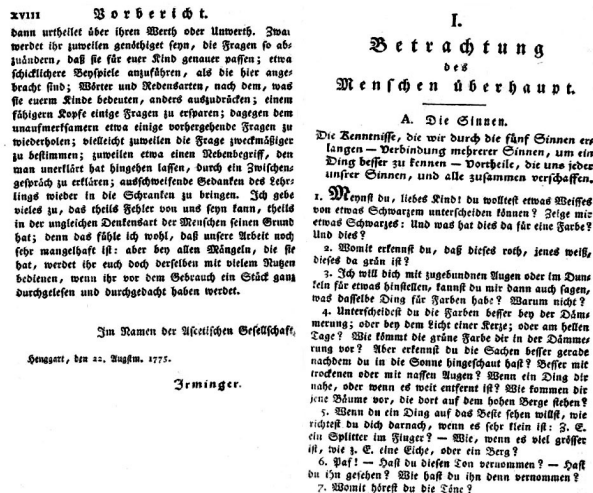 XVIII Vorbericht.
dann urtheilet über ihren Werth oder Unwerth. Zwar
werdet ihr zuweilen genöthiget seyn, die Fragen so ab-
zuändern, daß sie für euer Kind genauer passen; etwa
schicklichere Beyspiele anzuführen, als die hier ange-
bracht sind; Wörter und Redensarten, nach dem, was
sie euerm Kinde bedeuten, anders auszudrücken; einem
fähigern Kopfe einige Fragen zu ersparen; dagegen dem
unaufmerksamern etwa einige vorhergehende Fragen zu
wiederholen; vielleicht zuweilen die Frage zweckmäßiger
zu bestimmen; zuweilen etwa einen Nebenbegriff, den
man unerklärt hat hingehen lassen, durch ein Zwischen-
gespräch zu erklären; ausschweifende Gedanken des Lehr-
lings wieder in die Schranken zu bringen. Ich gebe
vieles zu, das theils Fehler von uns seyn kann, theils
in der ungleichen Denkensart der Menschen seinen Grund
hat; denn das fühle ich wohl, daß unsere Arbeit noch
sehr mangelhaft ist: aber bey allen Mängeln, die sie
hat, werdet ihr euch doch derselben mit vielem Nutzen
bedienen, wenn ihr vor dem Gebrauch ein Stück ganz
durchgelesen und durchgedacht haben werdet.
Im Namen der Ascetischen Gesellschaft,
Henggart, den 22. Augstm. 1775.
Irminger.
I.
Betrachtung
des
Menschen überhaupt.
A. Die Sinnen.
Die Kenntnisse, die wir durch die fünf Sinnen er-
langen — Verbindung mehrerer Sinnen, um ein
Ding besser zu kennen — Vortheile, die uns jeder
unsrer Sinnen, und alle zusammen verschaffen.
1. Meynst du, liebes Kind! du wolltest etwas Weisses
von etwas Schwarzem unterscheiden können? Zeige mir
etwas Schwarzes: Und was hat dies da für eine Farbe?
Und dies?
2. Womit erkennst du, daß dieses roth, jenes weiß,
dieses da grün ist?
3. Ich will dich mit zugebundnen Augen oder im Dun-
keln für etwas hinstellen, kannst du mir dann auch sagen,
was dasselbe Ding für Farben habe? Warum nicht?
4. Unterscheidest du die Farben besser bey der Däm-
merung; oder bey dem Licht einer Kerze; oder am hellen
Tage? Wie kömmt die grüne Farbe dir in der Dämme-
rung vor? Aber erkennst du die Sachen besser gerade
nachdem du in die Sonne hingeschaut hast? Besser mit
trockenen oder mit nassen Augen? Wenn ein Ding dir
nahe, oder wenn es weit entfernt ist? Wie kommen dir
jene Bäume vor, die dort auf dem hohen Berge stehen?
5. Wenn du ein Ding auf das Beste sehen willst, wie
richtest du dich darnach, wenn es sehr klein ist: Z. E.
ein Splitter im Finger? — Wie, wenn es viel grösser
ist, wie z. E. eine Eiche, oder ein Berg?
6. Paf! — Hast du diesen Ton vernommen? — Hast
du ihn gesehen? Wie hast du ihn denn vernommen?
7. Womit hörest du die Töne?